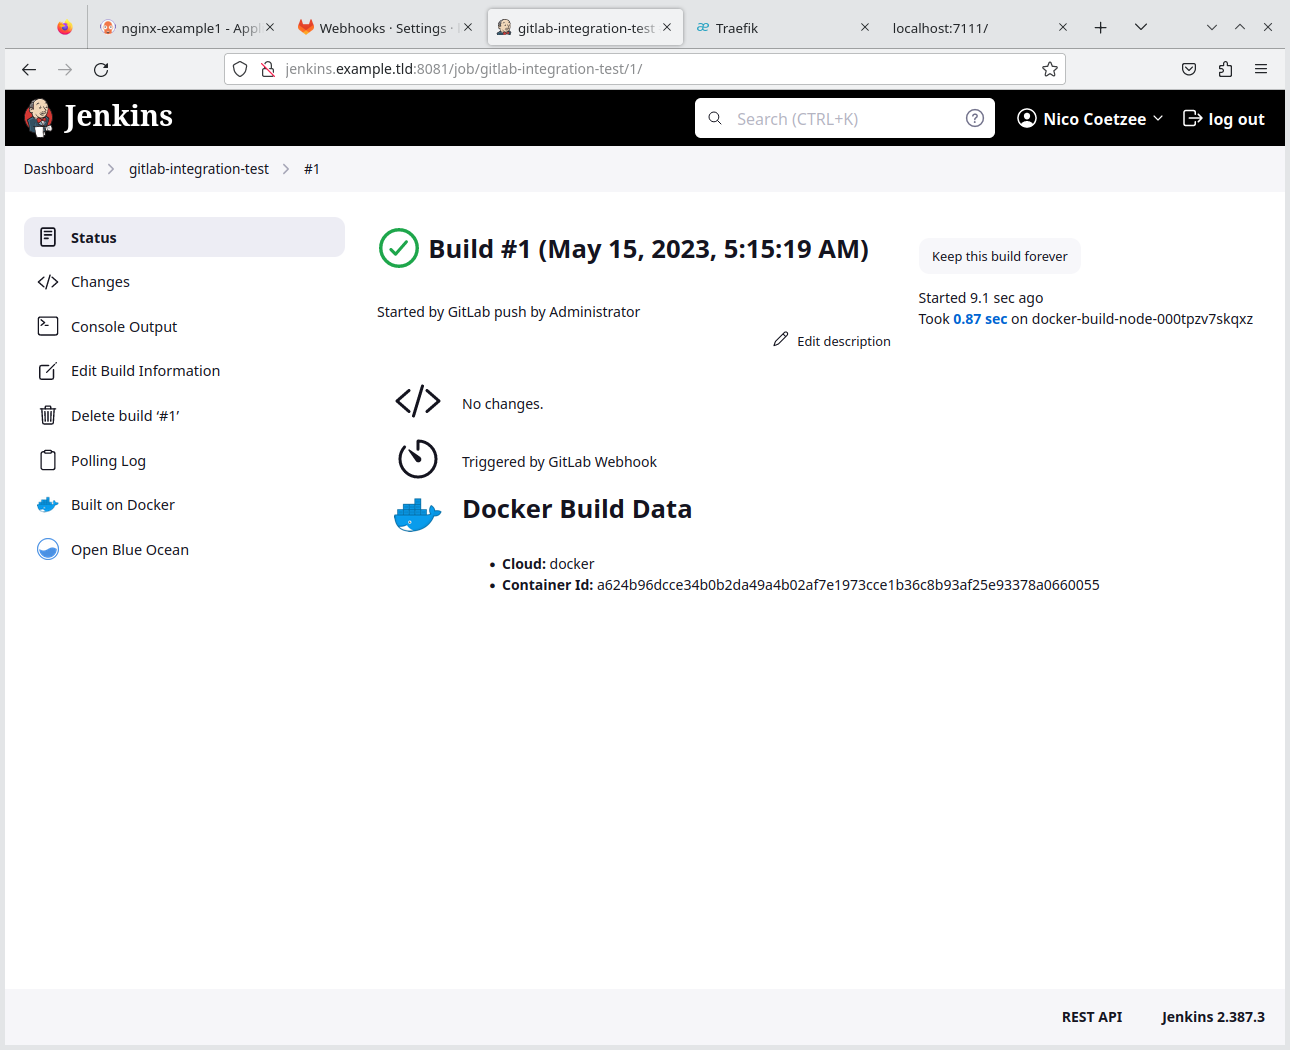 nginx-example1 - Appl
Webhooks · Settings ·
gitlab-integration-test
Traefik
localhost:7111/
jenkins.example.tld:8081/job/gitlab-integration-test/1/
Jenkins
Search (CTRL+K)
Nico Coetzee
log out
Dashboard
gitlab-integration-test
#1
Status
Changes
Console Output
Edit Build Information
Delete build ‘#1’
Polling Log
Built on Docker
Open Blue Ocean
Build #1 (May 15, 2023, 5:15:19 AM)
Keep this build forever
Started 9.1 sec ago
Took 0.87 sec on docker-build-node-000tpzv7skqxz
Started by GitLab push by Administrator
Edit description
No changes.
Triggered by GitLab Webhook
Docker Build Data
• Cloud: docker
• Container Id: a624b96dcce34b0b2da49a4b02af7e1973cce1b36c8b93af25e93378a0660055
REST API
Jenkins 2.387.3